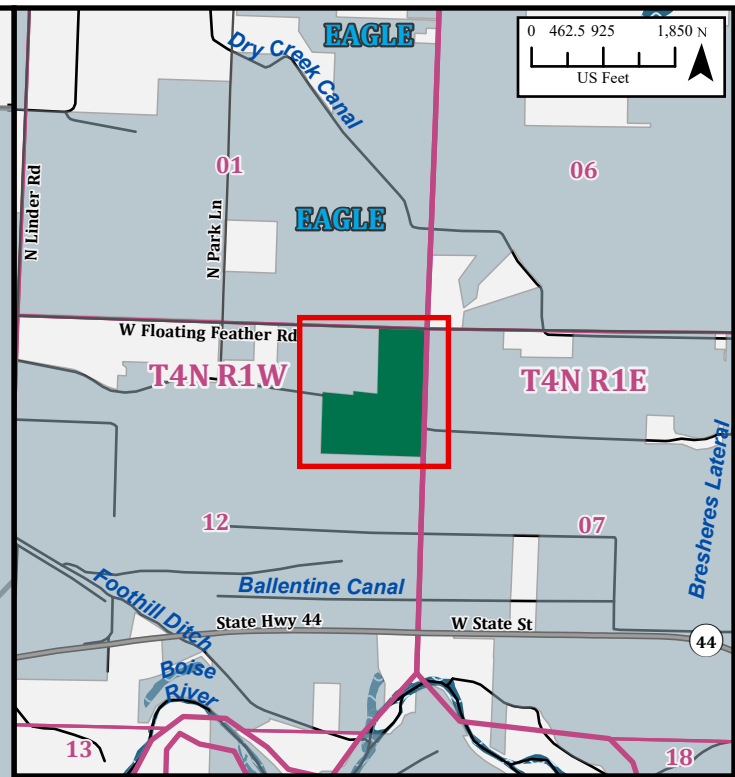 EAGLE
0 462.5 925 1,850 N
US Feet
Dry Creek Canal
01
06
N Linder Rd
N Park Ln
EAGLE
W Floating Feather Rd
T4N R1W
T4N R1E
Bresheres Lateral
12
07
Foothill Ditch
Ballentine Canal
State Hwy 44
W State St
44
Boise
River
13
18